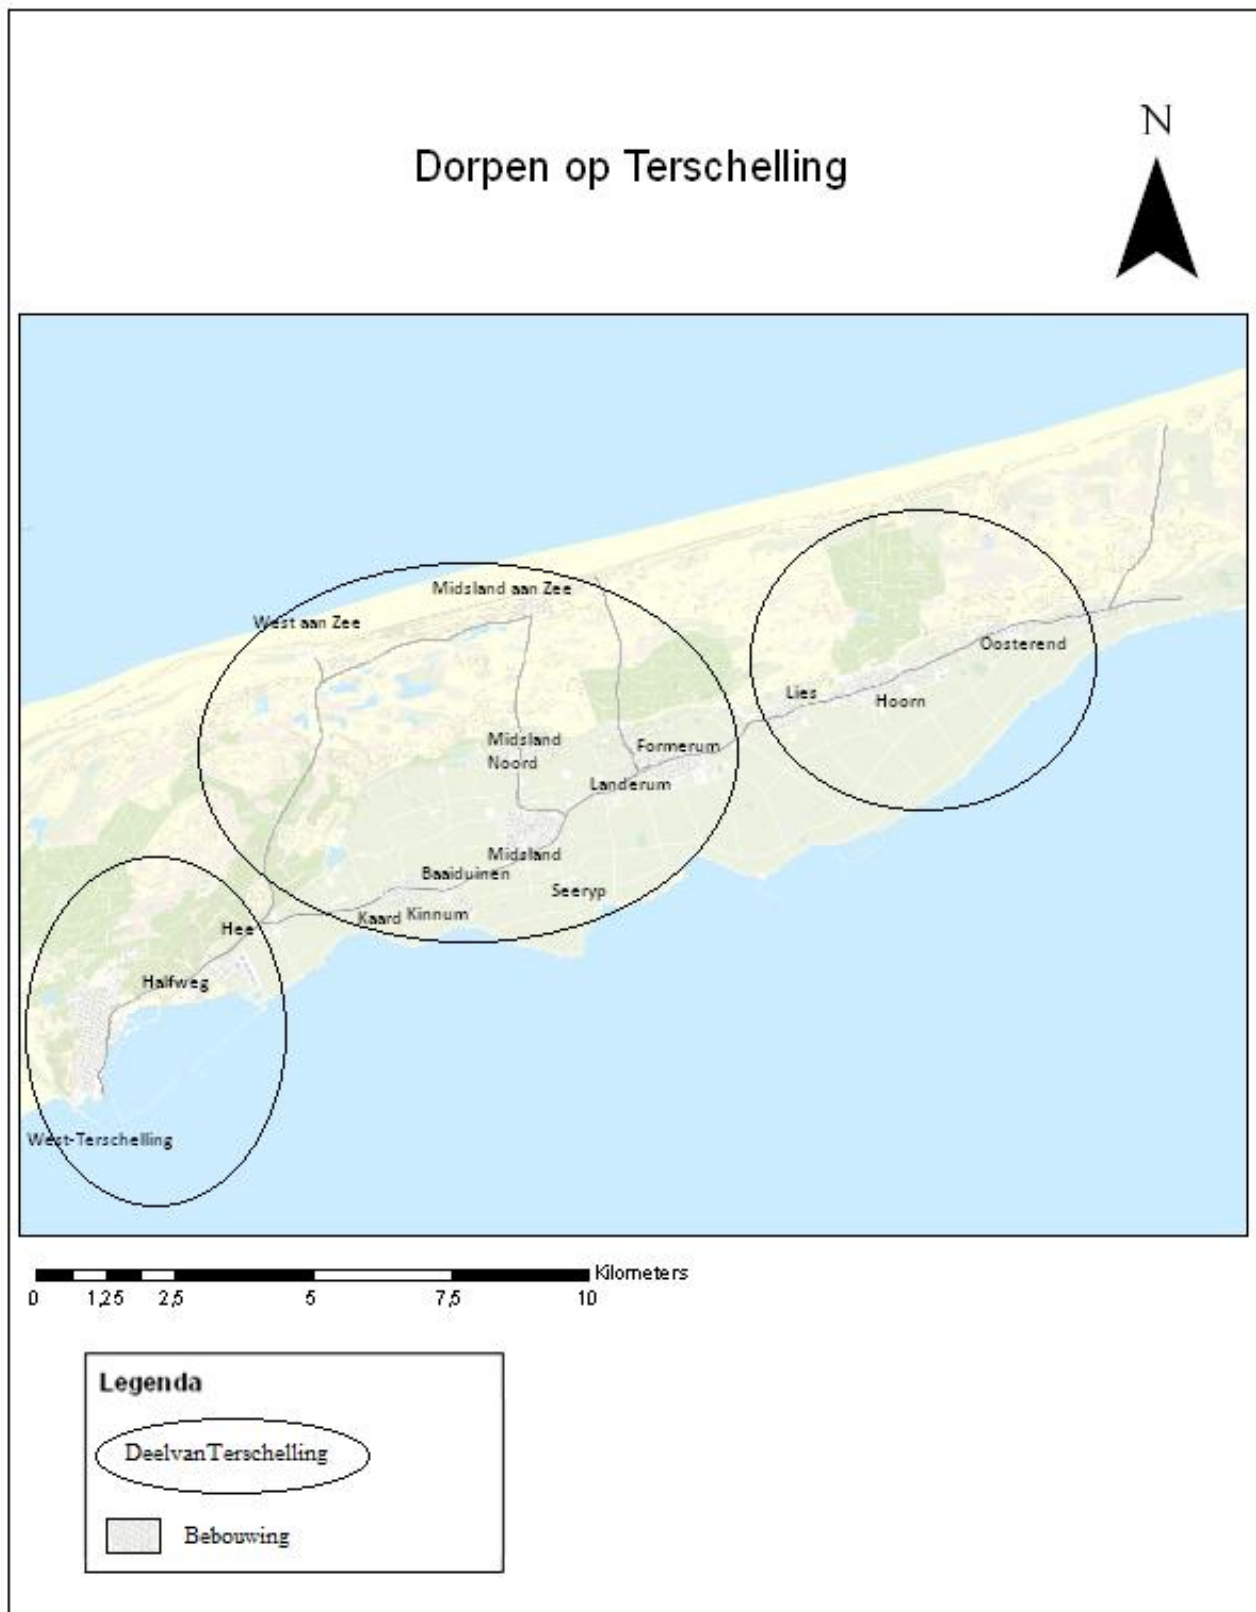 Dorpen op Terschelling
N
Midsland aan Zee
West aan Zee
Oosterend
Lies
Hoorn
Midsland
Noord
Formerum
Landerum
Midsland
Baaiduinen
Seeryp
Kaard
Kinnum
Hee
Halfweg
West-Terschelling
Kilometers
0 1,25 2,5 5 7,5 10
Legenda
DeelvanTerschelling
Bebouwing